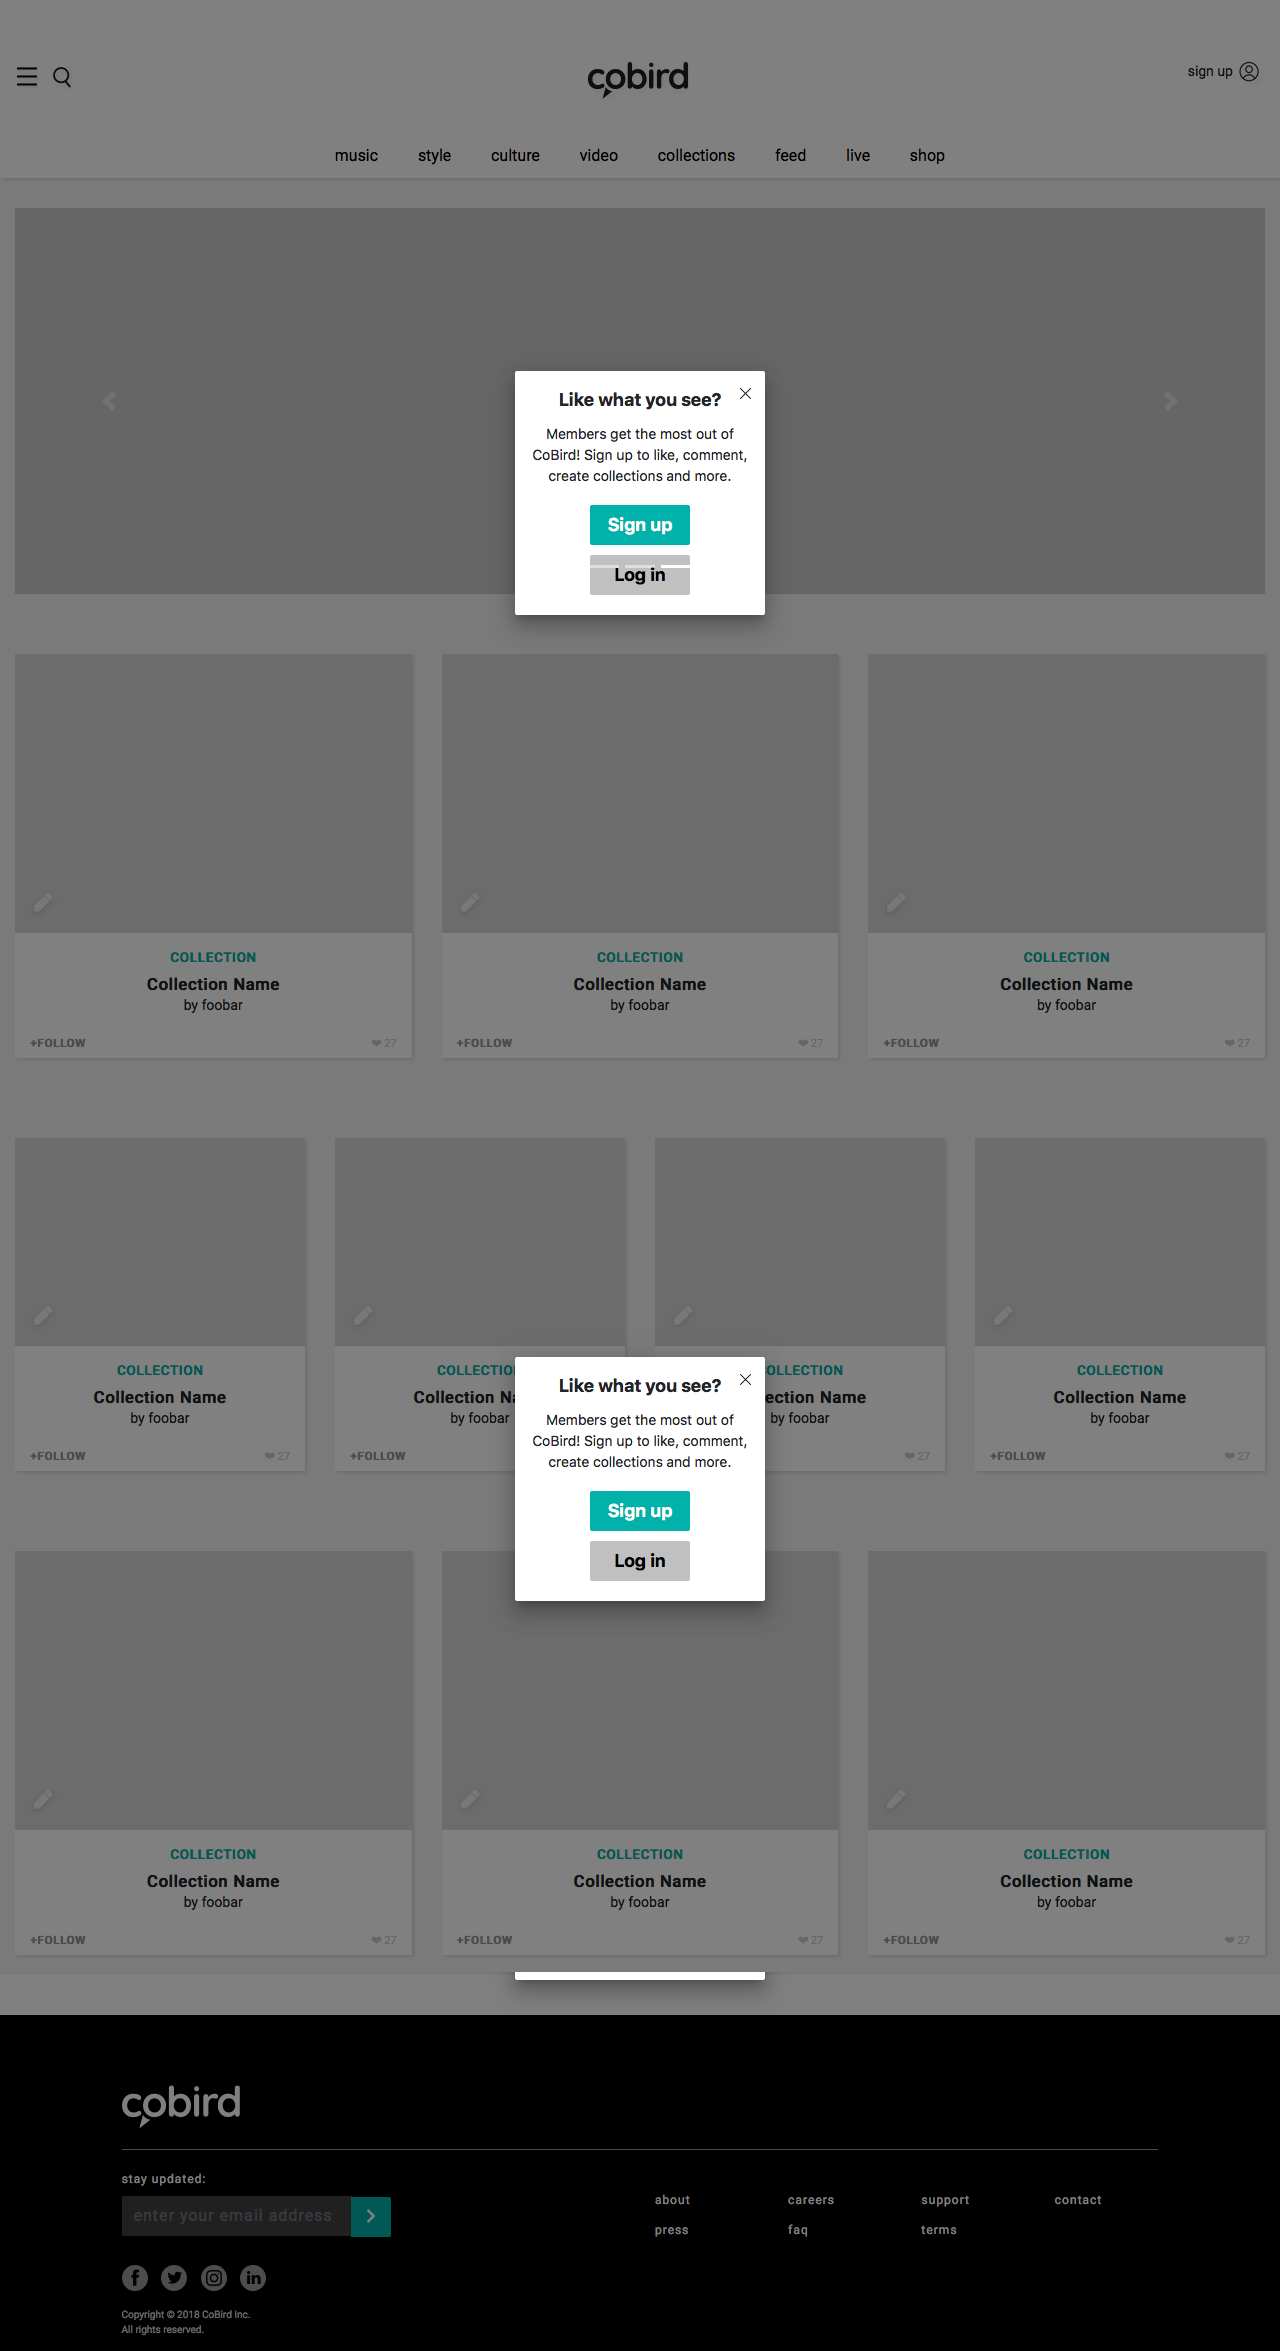 cobird
sign up
music style culture video collections feed live shop
Like what you see?
Members get the most out of
CoBird! Sign up to like, comment,
create collections and more.
Sign up
Log in
COLLECTION COLLECTION COLLECTION
Collection Name Collection Name Collection Name
by foobar by foobar by foobar
+FOLLOW 27 +FOLLOW 27 +FOLLOW 27
COLLECTION COLLECTIO OLLECTION COLLECTION
Collection Name Collection Na ection Name Collection Name
by foobar by foobar by foobar by foobar
+FOLLOW 27 +FOLLOW 27 +FOLLOW 27
Like what you see?
Members get the most out of
CoBird! Sign up to like, comment,
create collections and more.
Sign up
Log in
COLLECTION COLLECTION COLLECTION
Collection Name Collection Name Collection Name
by foobar by foobar by foobar
+FOLLOW 27 +FOLLOW 27 +FOLLOW 27
cobird
stay updated:
enter your email address
about careers support contact
press faq terms
Copyright © 2018 CoBird Inc.
All rights reserved.